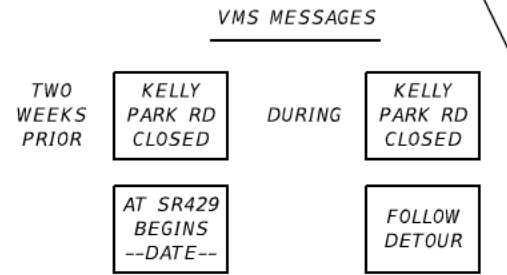 VMS MESSAGES
TWO
WEEKS
PRIOR
KELLY
PARK RD
CLOSED
DURING
KELLY
PARK RD
CLOSED
AT SR429
BEGINS
--DATE--
FOLLOW
DETOUR